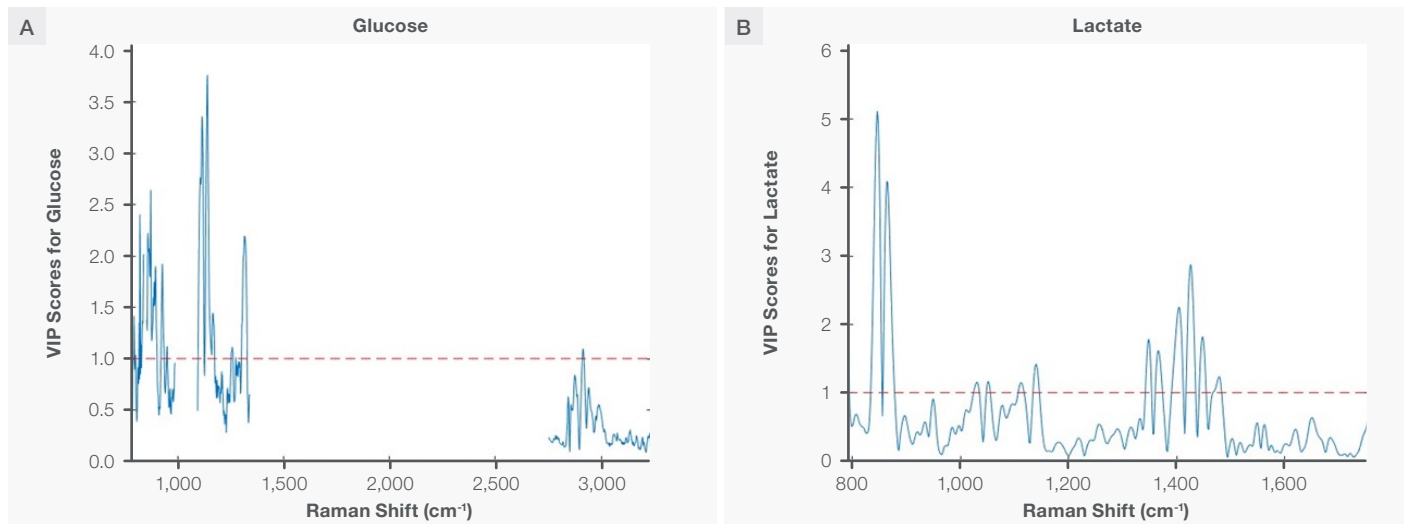 A
Glucose
VIP Scores for Glucose
4.0
3.5
3.0
2.5
2.0
1.5
1.0
0.5
0.0
1,000 1,500 2,000 2,500 3,000
Raman Shift (cm⁻¹)
B
Lactate
VIP Scores for Lactate
6
5
4
3
2
1
0
800 1,000 1,200 1,400 1,600
Raman Shift (cm⁻¹)